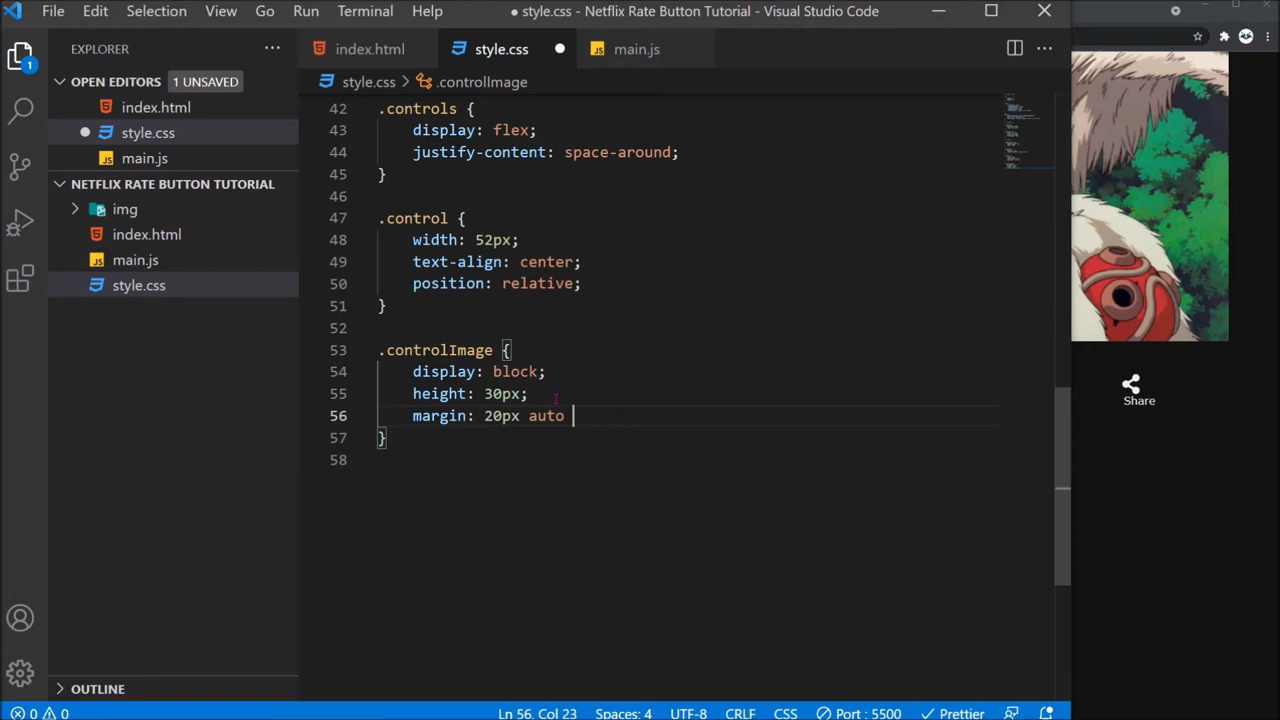 File Edit Selection View Go Run Terminal Help ● style.css - Netflix Rate Button Tutorial - Visual Studio Code
EXPLORER
OPEN EDITORS 1 UNSAVED
index.html
style.css
main.js
NETFLIX RATE BUTTON TUTORIAL
img
index.html
main.js
style.css
OUTLINE
1
index.html style.css main.js
style.css > .controlImage
42 .controls {
43 display: flex;
44 justify-content: space-around;
45 }
46
47 .control {
48 width: 52px;
49 text-align: center;
50 position: relative;
51 }
52
53 .controlImage {
54 display: block;
55 height: 30px;
56 margin: 20px auto
57 }
58
Share
0 0 Ln 56, Col 23 Spaces: 4 UTF-8 CRLF CSS Port : 5500 Prettier